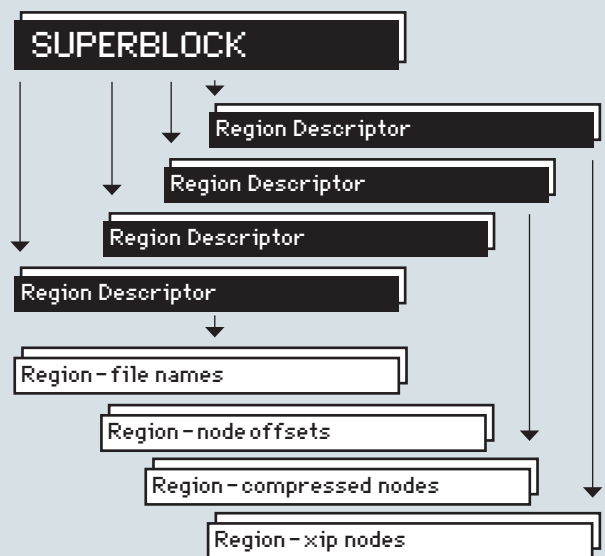 SUPERBLOCK
Region Descriptor
Region Descriptor
Region Descriptor
Region Descriptor
Region-file names
Region-node offsets
Region-compressed nodes
Region-xip nodes